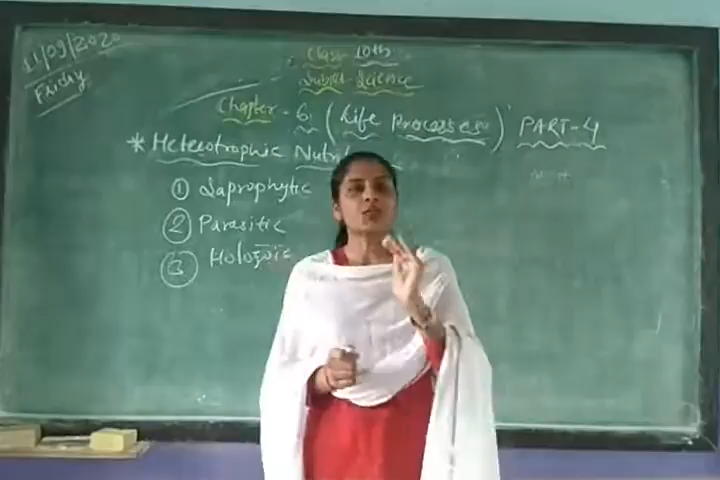 11/09/2020
Friday
Class- 10th
Subject- Science
Chapter - 6 (Life Processes) PART-4
* Heterotrophic
① Saprophytic
② Parasitic
③ Holozoic